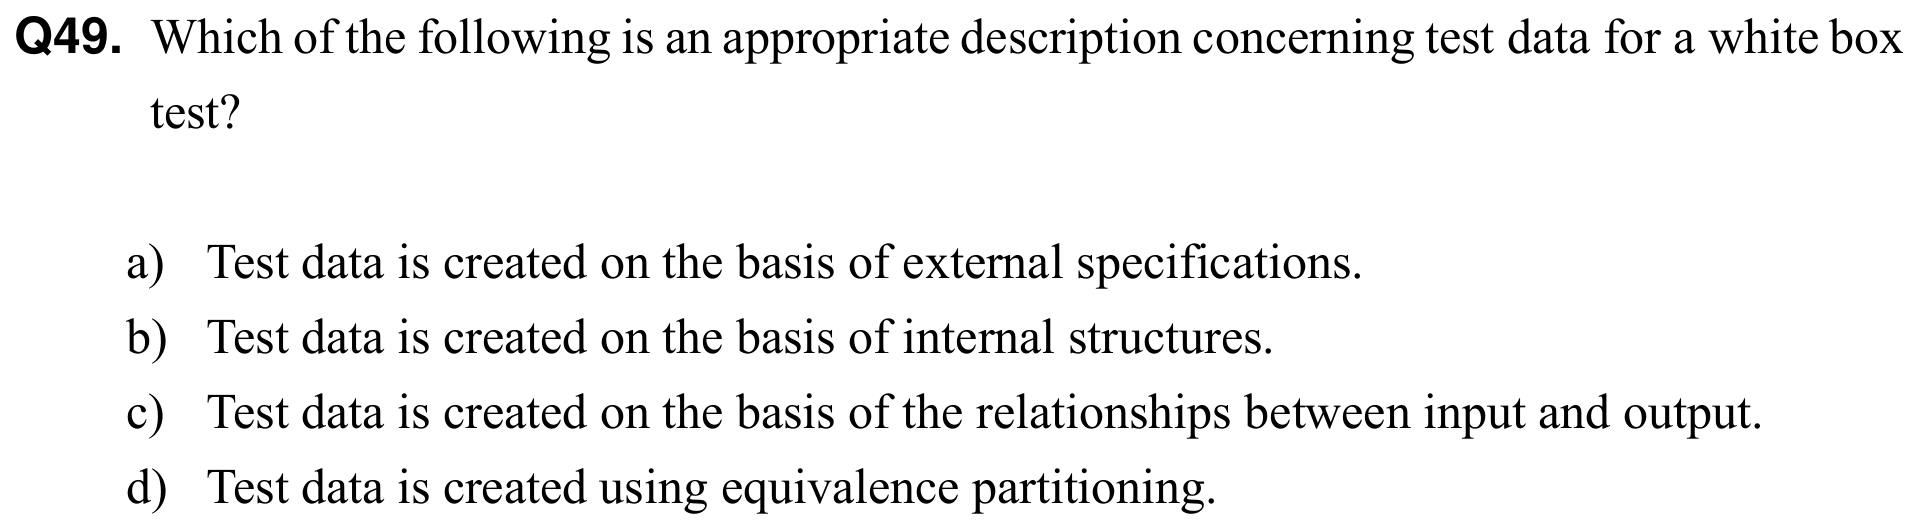 Q49. Which of the following is an appropriate description concerning test data for a white box
test?
a) Test data is created on the basis of external specifications.
b) Test data is created on the basis of internal structures.
c) Test data is created on the basis of the relationships between input and output.
d) Test data is created using equivalence partitioning.